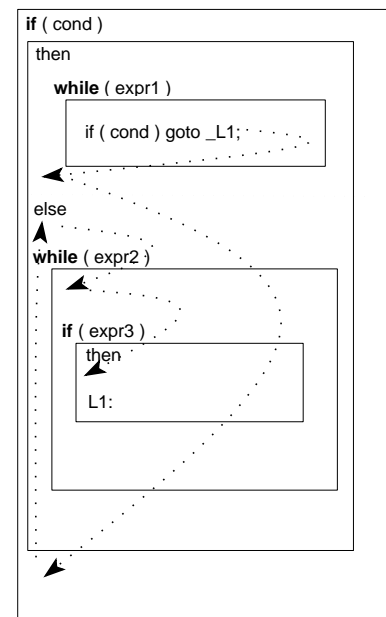 if ( cond )
then
while ( expr1 )
if ( cond ) goto _L1;
else
while ( expr2 )
if ( expr3 )
then
L1: